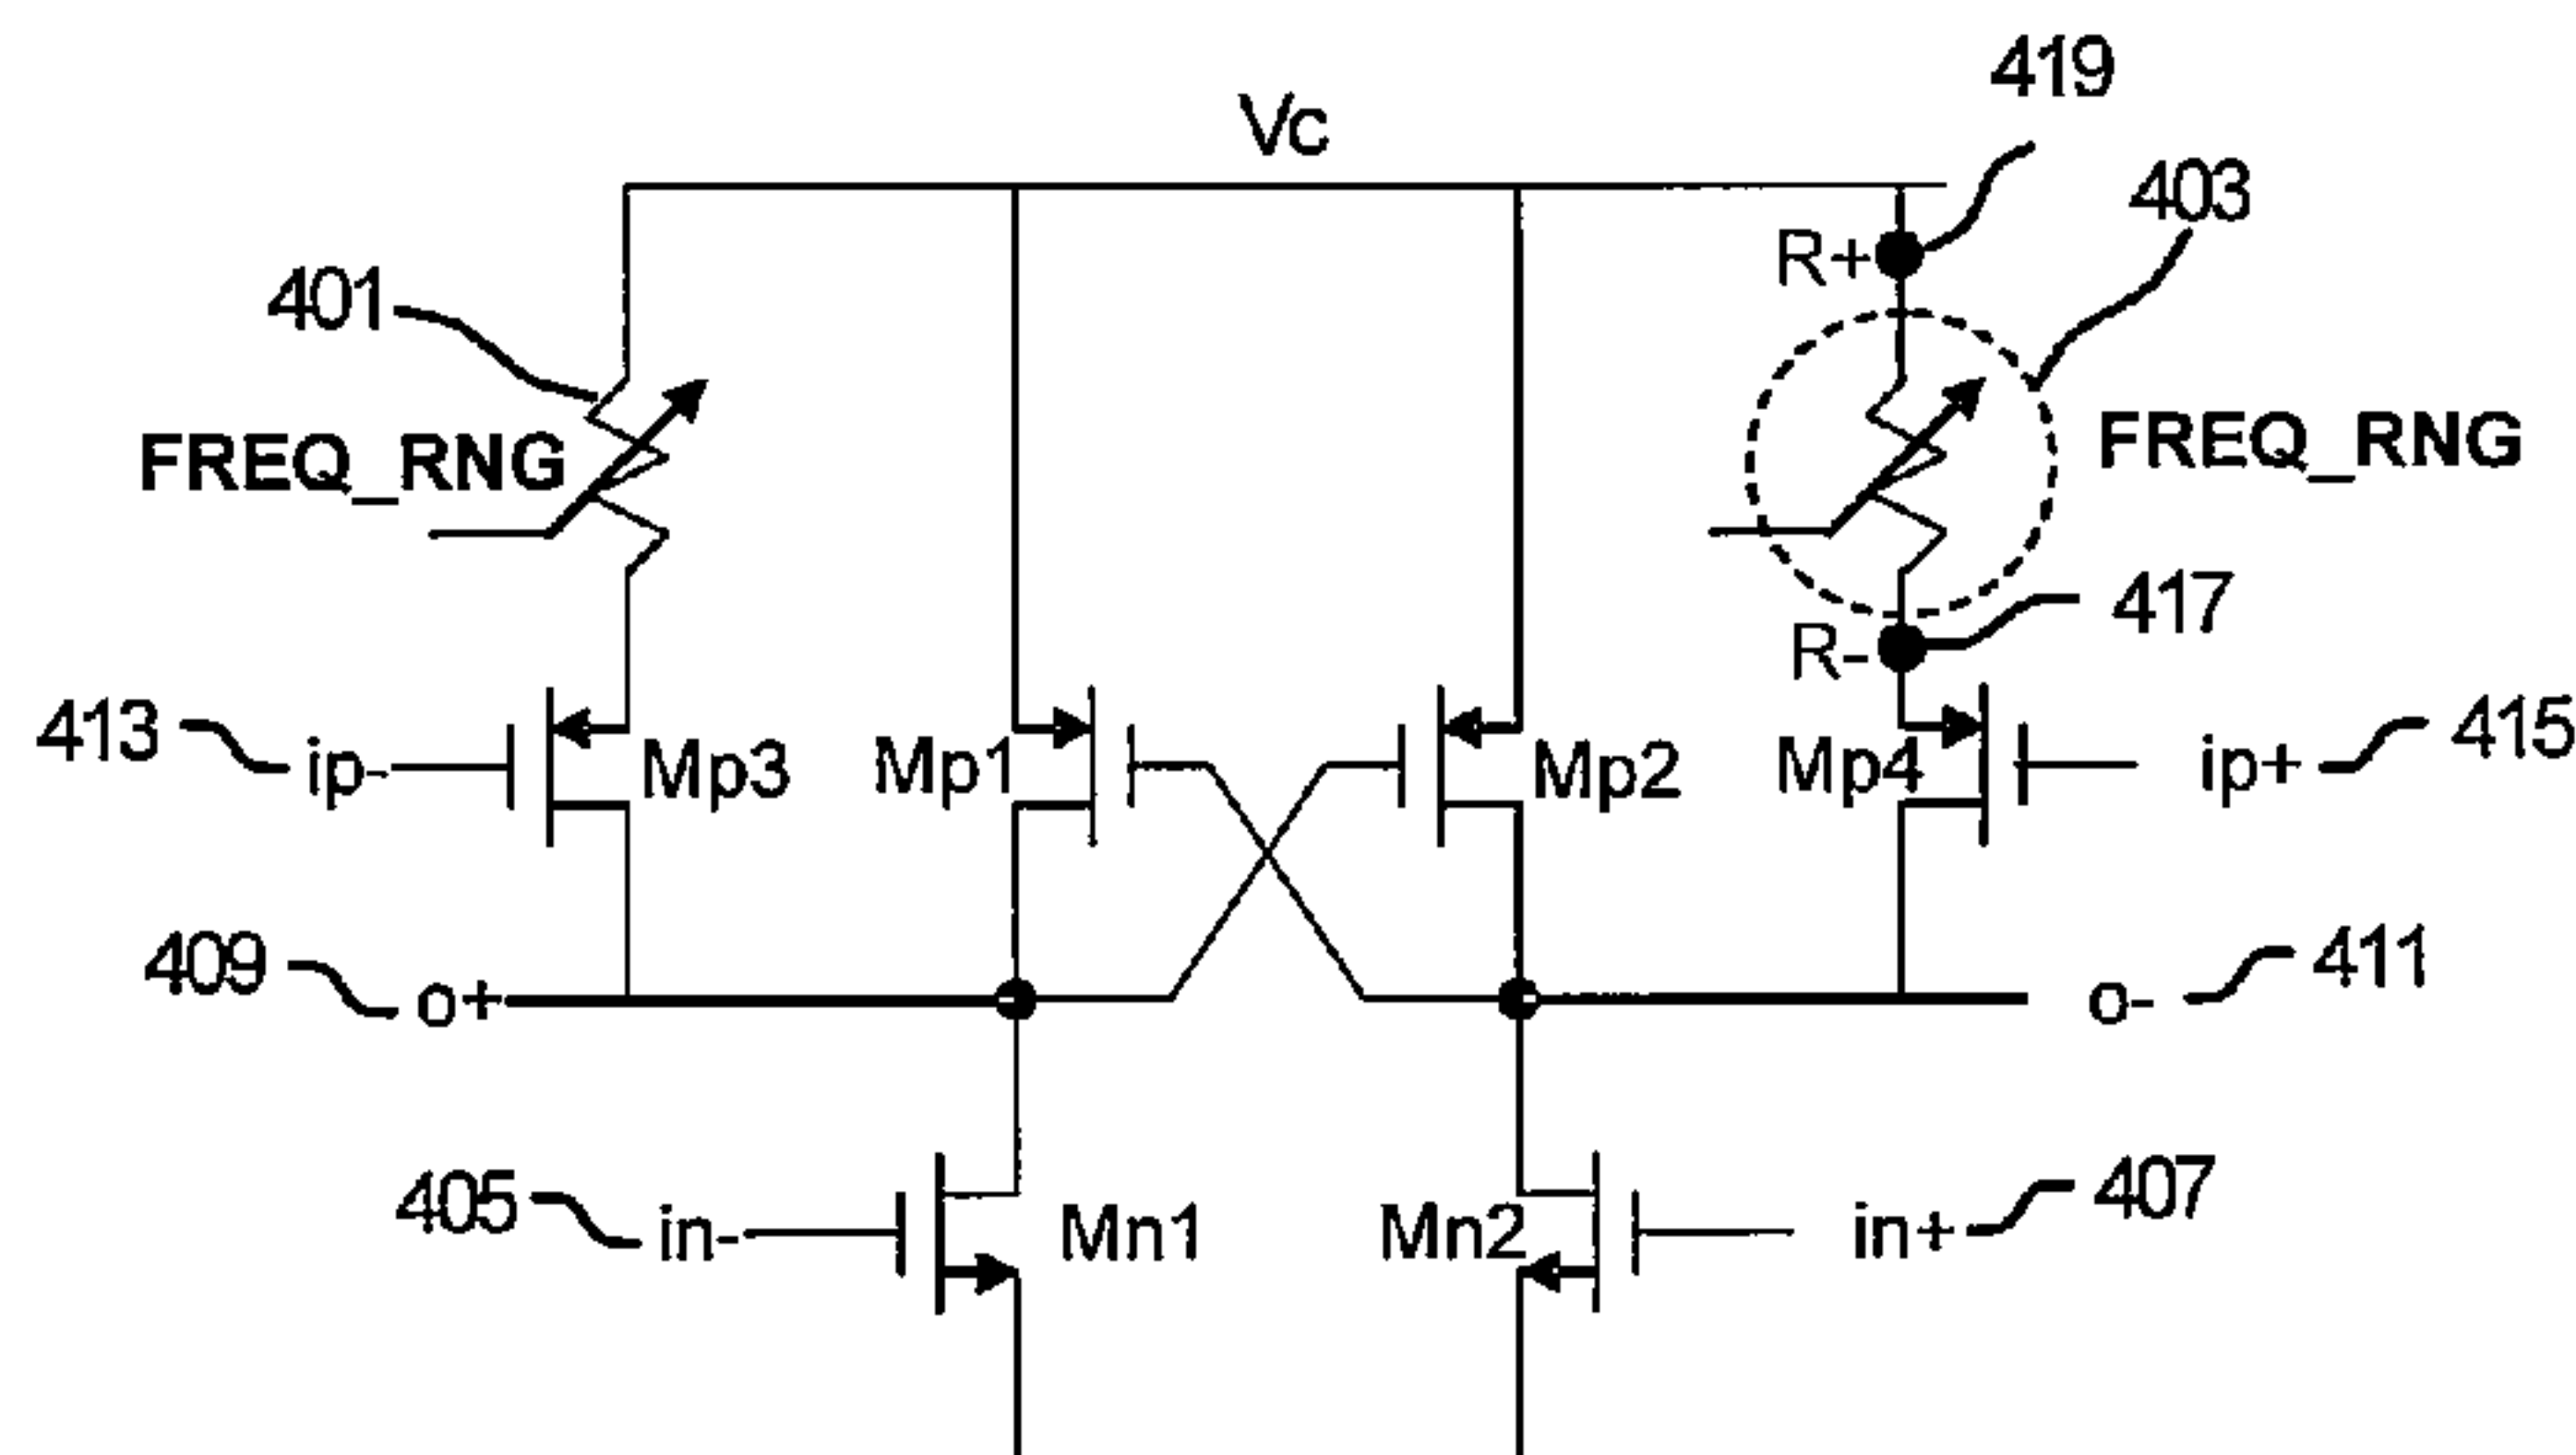 419
Vc
403
R+
401
FREQ_RNG
FREQ_RNG
417
R-
413
ip-
Mp3
Mp1
Mp2
Mp4
ip+
415
409
o+
o-
411
405
in-
Mn1
Mn2
in+
407